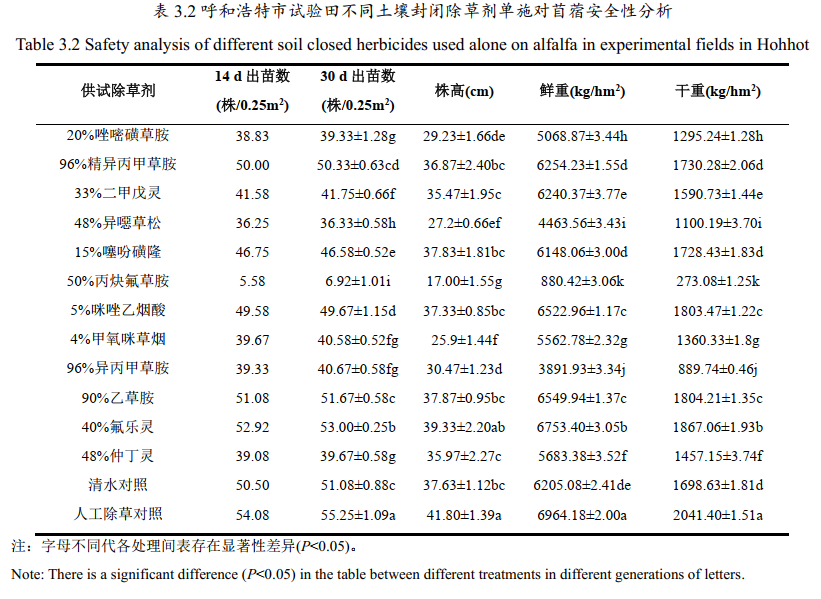 表 3.2 呼和浩特市试验田不同土壤封闭除草剂单施对苜蓿安全性分析
Table 3.2 Safety analysis of different soil closed herbicides used alone on alfalfa in experimental fields in Hohhot
供试除草剂 14 d 出苗数 (株/0.25m²) 30 d 出苗数 (株/0.25m²) 株高(cm) 鲜重(kg/hm²) 干重(kg/hm²)
20%唑嘧磺草胺 38.83 39.33±1.28g 29.23±1.66de 5068.87±3.44h 1295.24±1.28h
96%精异丙甲草胺 50.00 50.33±0.63cd 36.87±2.40bc 6254.23±1.55d 1730.28±2.06d
33%二甲戊灵 41.58 41.75±0.66f 35.47±1.95c 6240.37±3.77e 1590.73±1.44e
48%异噁草松 36.25 36.33±0.58h 27.2±0.66ef 4463.56±3.43i 1100.19±3.70i
15%噻吩磺隆 46.75 46.58±0.52e 37.83±1.81bc 6148.06±3.00d 1728.43±1.83d
50%丙炔氟草胺 5.58 6.92±1.01i 17.00±1.55g 880.42±3.06k 273.08±1.25k
5%咪唑乙烟酸 49.58 49.67±1.15d 37.33±0.85bc 6522.96±1.17c 1803.47±1.22c
4%甲氧咪草烟 39.67 40.58±0.52fg 25.9±1.44f 5562.78±2.32g 1360.33±1.8g
96%异丙甲草胺 39.33 40.67±0.58fg 30.47±1.23d 3891.93±3.34j 889.74±0.46j
90%乙草胺 51.08 51.67±0.58c 37.87±0.95bc 6549.94±1.37c 1804.21±1.35c
40%氟乐灵 52.92 53.00±0.25b 39.33±2.20ab 6753.40±3.05b 1867.06±1.93b
48%仲丁灵 39.08 39.67±0.58g 35.97±2.27c 5683.38±3.52f 1457.15±3.74f
清水对照 50.50 51.08±0.88c 37.63±1.12bc 6205.08±2.41de 1698.63±1.81d
人工除草对照 54.08 55.25±1.09a 41.80±1.39a 6964.18±2.00a 2041.40±1.51a
注：字母不同代各处理间表存在显著性差异(P<0.05)。
Note: There is a significant difference (P<0.05) in the table between different treatments in different generations of letters.